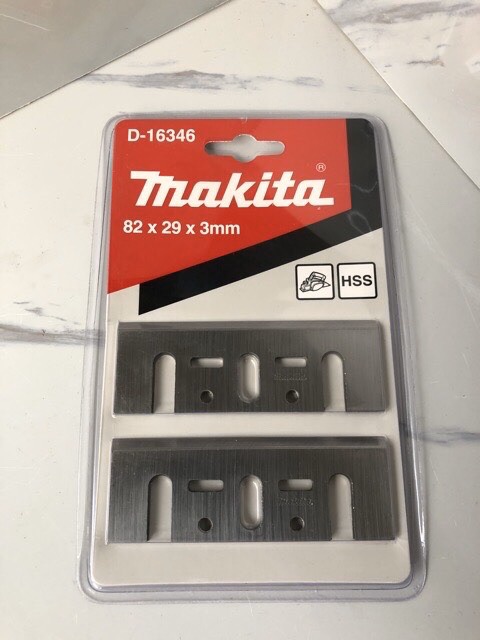 D-16346
makita®
82 x 29 x 3mm
HSS